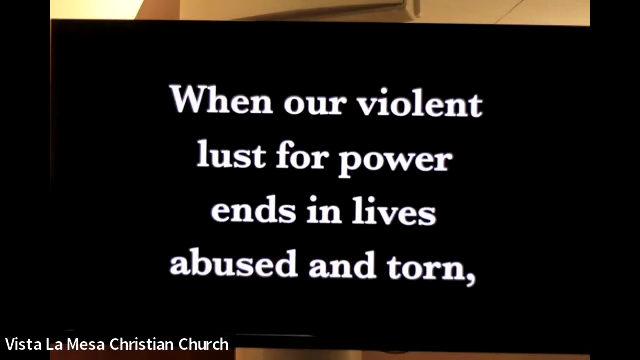 When our violent
lust for power
ends in lives
abused and torn,
Vista La Mesa Christian Church